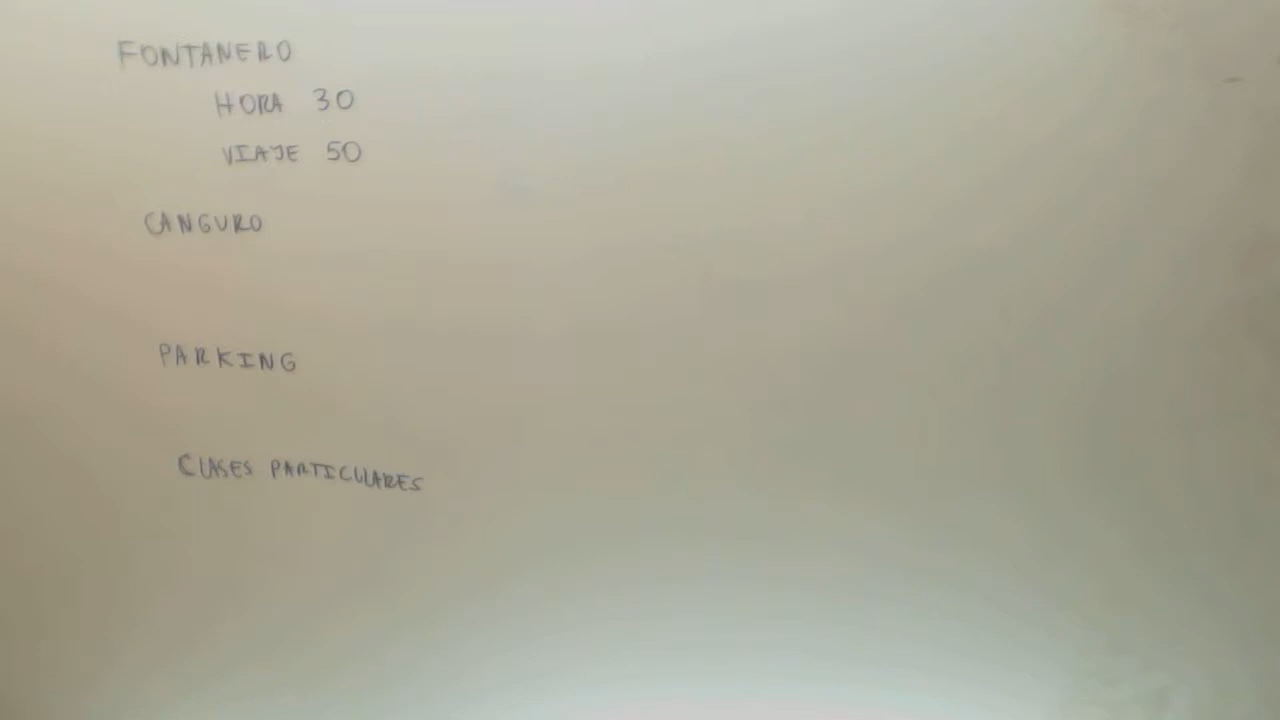 FONTANERO
HORA 30
VIAJE 50
CANGURO
PARKING
CLASES PARTICULARES